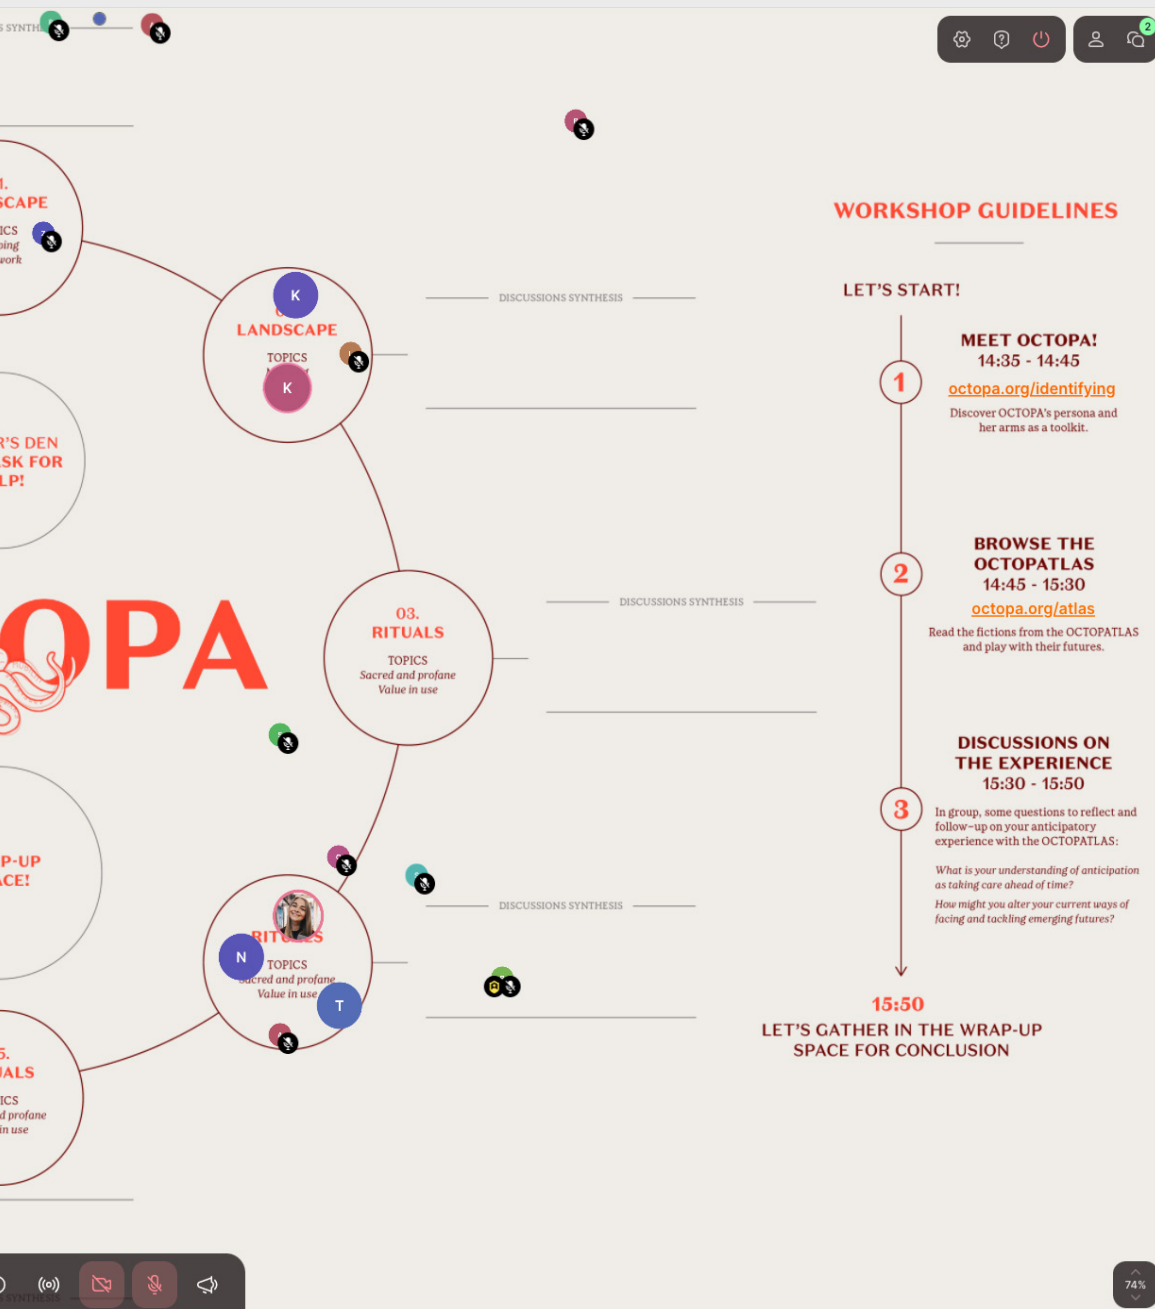 S SYNTH
2
1.
SCAPE
ICS
ping
work
K
LANDSCAPE
TOPICS
K
DISCUSSIONS SYNTHESIS
R'S DEN
SK FOR
LP!
OPA
03.
RITUALS
TOPICS
Sacred and profane
Value in use
DISCUSSIONS SYNTHESIS
P-UP
ACE!
RITUALS
N
TOPICS
Sacred and profane
Value in use
T
DISCUSSIONS SYNTHESIS
5.
UALS
ICS
d profane
in use
S SYNTHESIS
WORKSHOP GUIDELINES
LET'S START!
1
MEET OCTOPA!
14:35 - 14:45
octopa.org/identifying
Discover OCTOPA's persona and
her arms as a toolkit.
2
BROWSE THE
OCTOPATLAS
14:45 - 15:30
octopa.org/atlas
Read the fictions from the OCTOPATLAS
and play with their futures.
3
DISCUSSIONS ON
THE EXPERIENCE
15:30 - 15:50
In group, some questions to reflect and
follow-up on your anticipatory
experience with the OCTOPATLAS:
What is your understanding of anticipation
as taking care ahead of time?
How might you alter your current ways of
facing and tackling emerging futures?
15:50
LET'S GATHER IN THE WRAP-UP
SPACE FOR CONCLUSION
74%